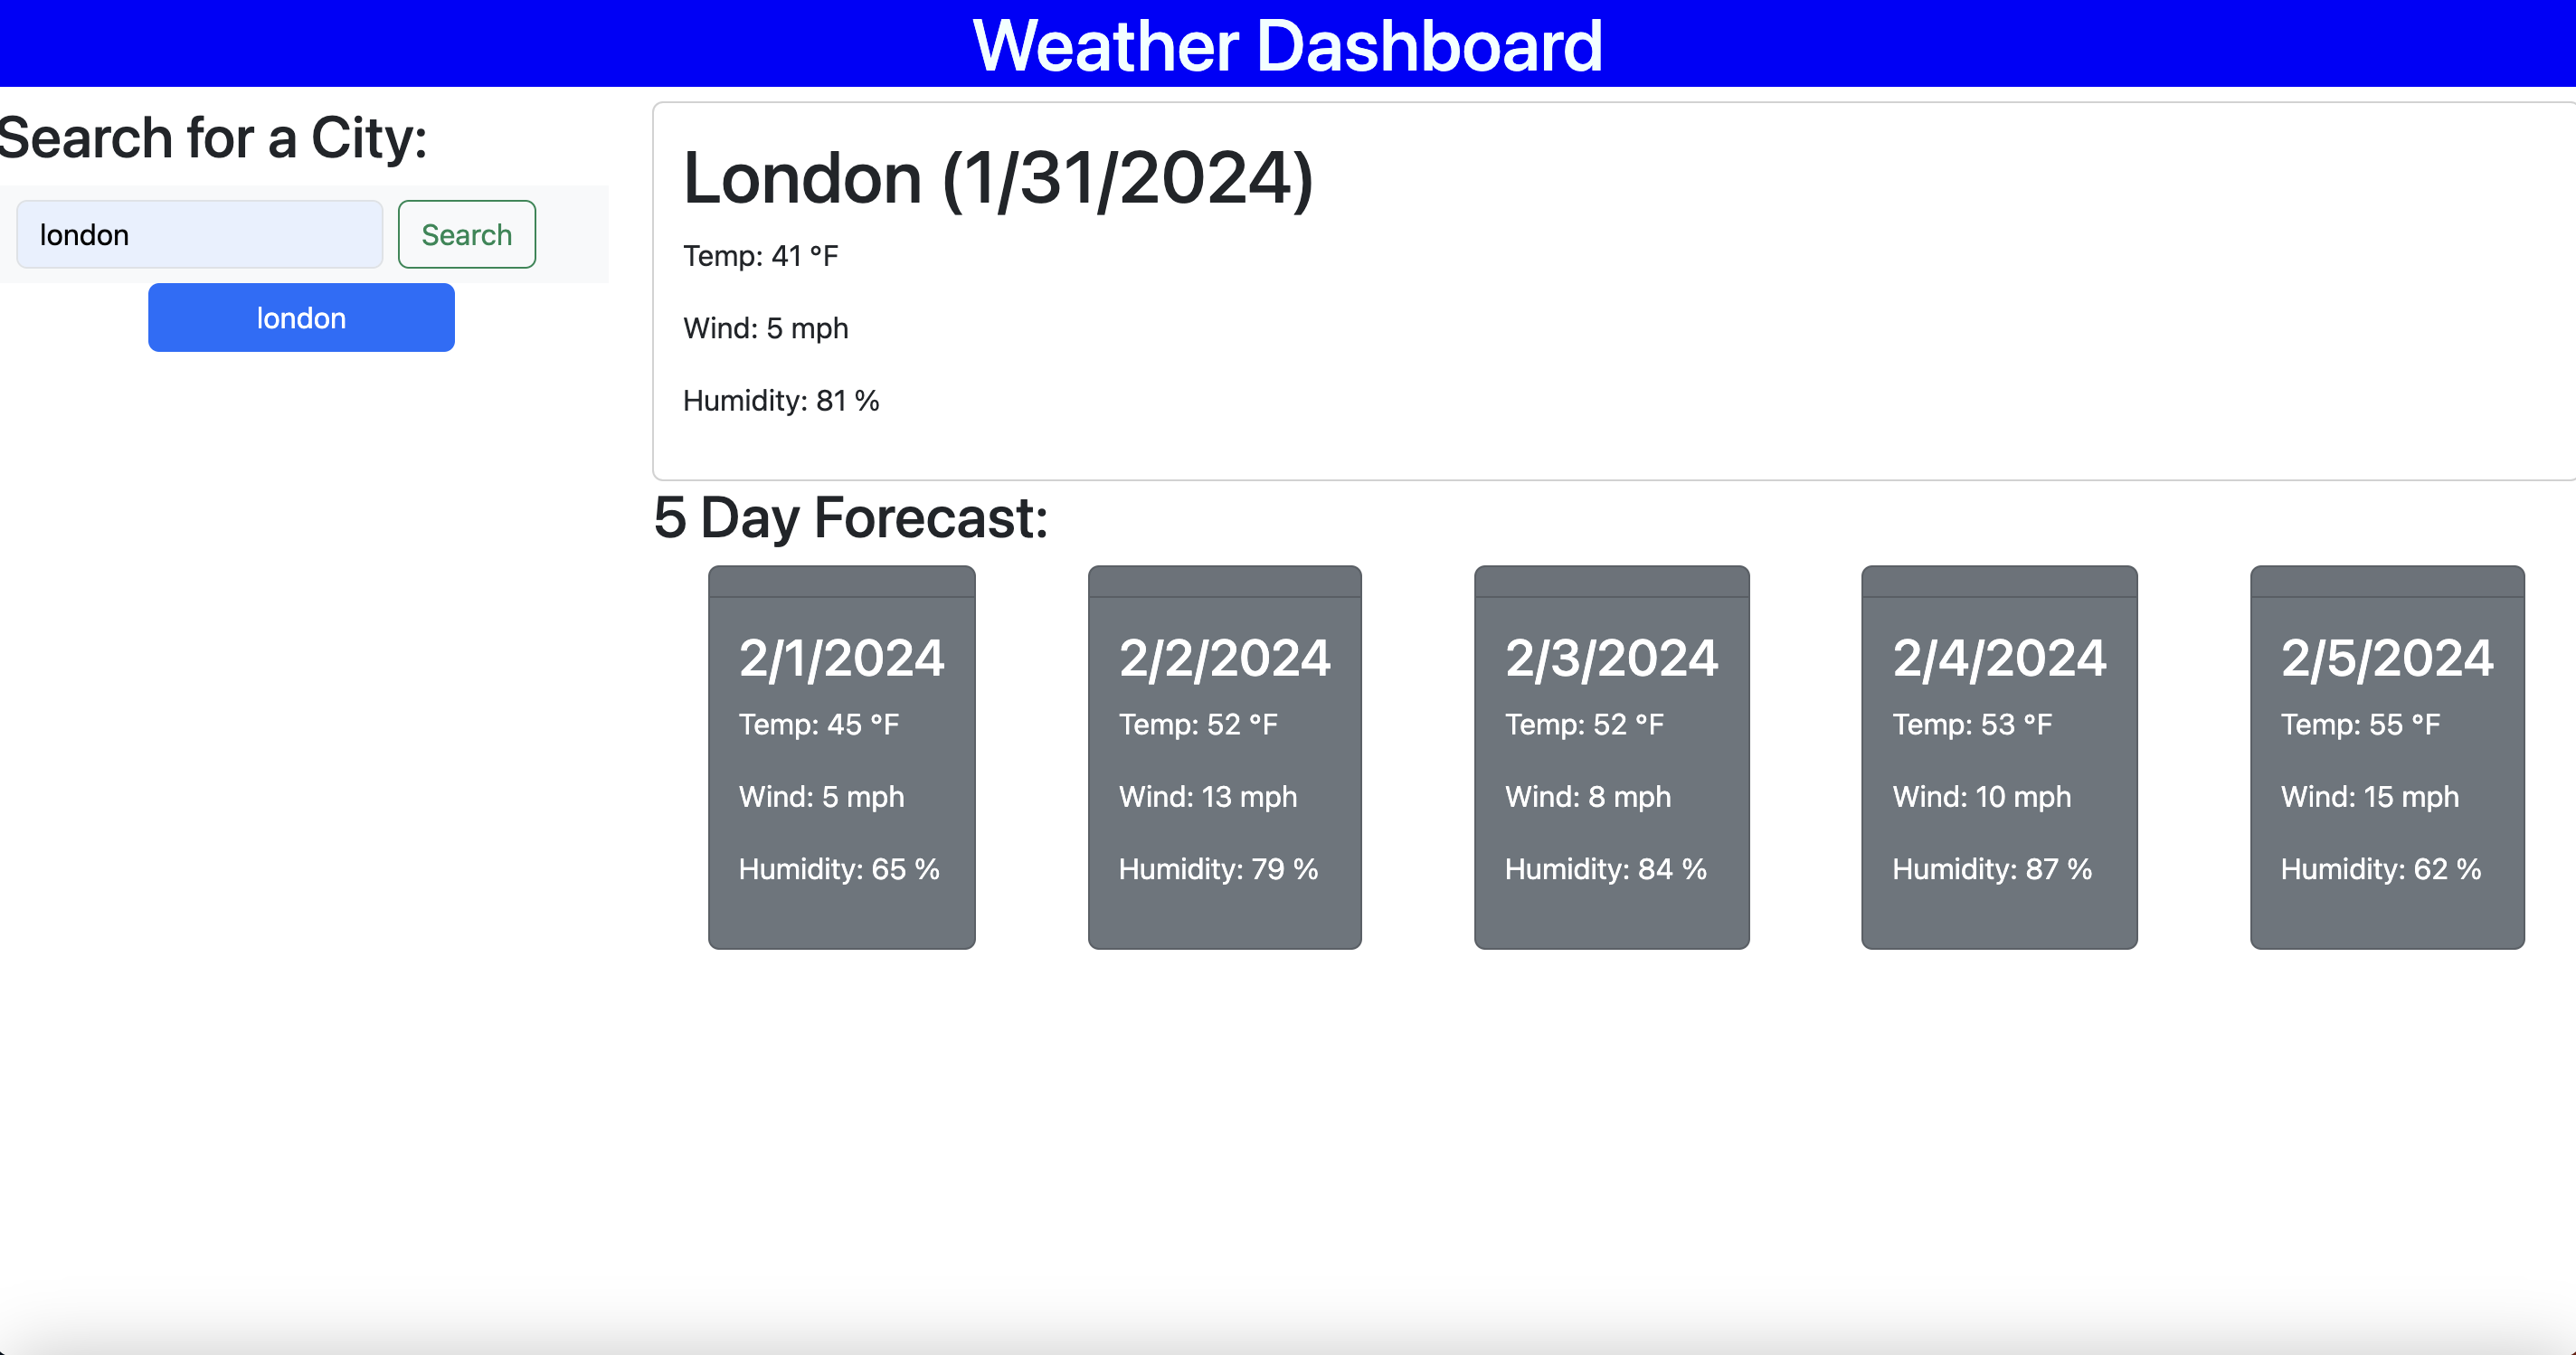 Weather Dashboard
Search for a City:
london
Search
london
London (1/31/2024)
Temp: 41 °F
Wind: 5 mph
Humidity: 81 %
5 Day Forecast:
2/1/2024
Temp: 45 °F
Wind: 5 mph
Humidity: 65 %
2/2/2024
Temp: 52 °F
Wind: 13 mph
Humidity: 79 %
2/3/2024
Temp: 52 °F
Wind: 8 mph
Humidity: 84 %
2/4/2024
Temp: 53 °F
Wind: 10 mph
Humidity: 87 %
2/5/2024
Temp: 55 °F
Wind: 15 mph
Humidity: 62 %